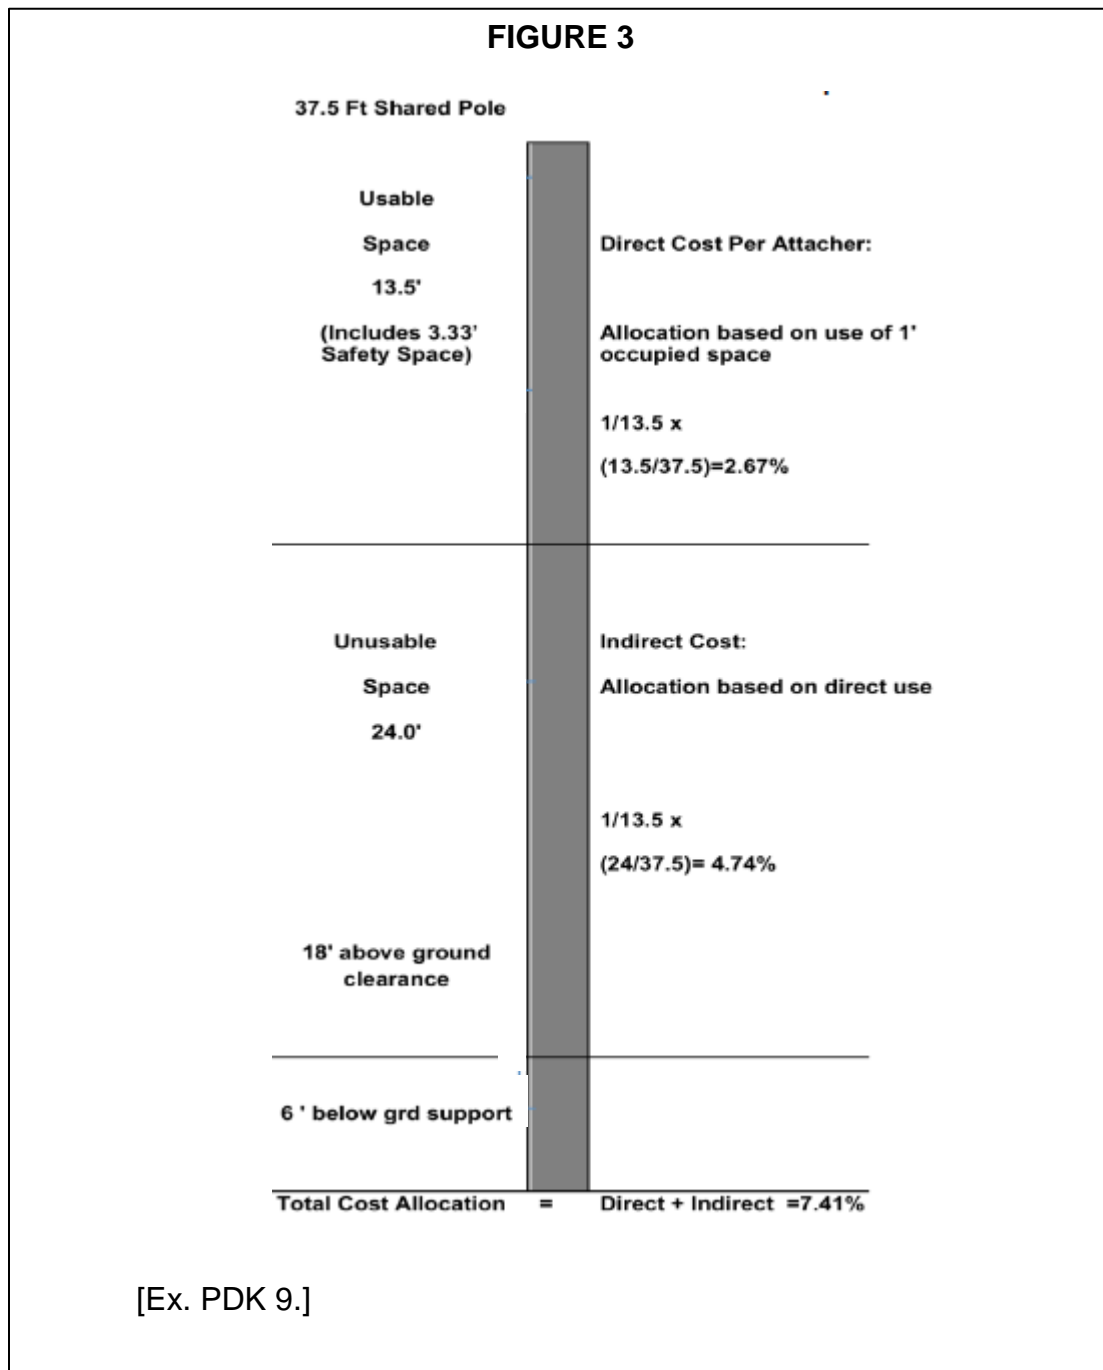 FIGURE 3
37.5 Ft Shared Pole
Usable
Space
13.5'
(Includes 3.33'
Safety Space)
Direct Cost Per Attacher:
Allocation based on use of 1'
occupied space
1/13.5 x
(13.5/37.5)=2.67%
Unusable
Space
24.0'
Indirect Cost:
Allocation based on direct use
1/13.5 x
(24/37.5)= 4.74%
18' above ground
clearance
6 ' below grd support
Total Cost Allocation = Direct + Indirect =7.41%
[Ex. PDK 9.]